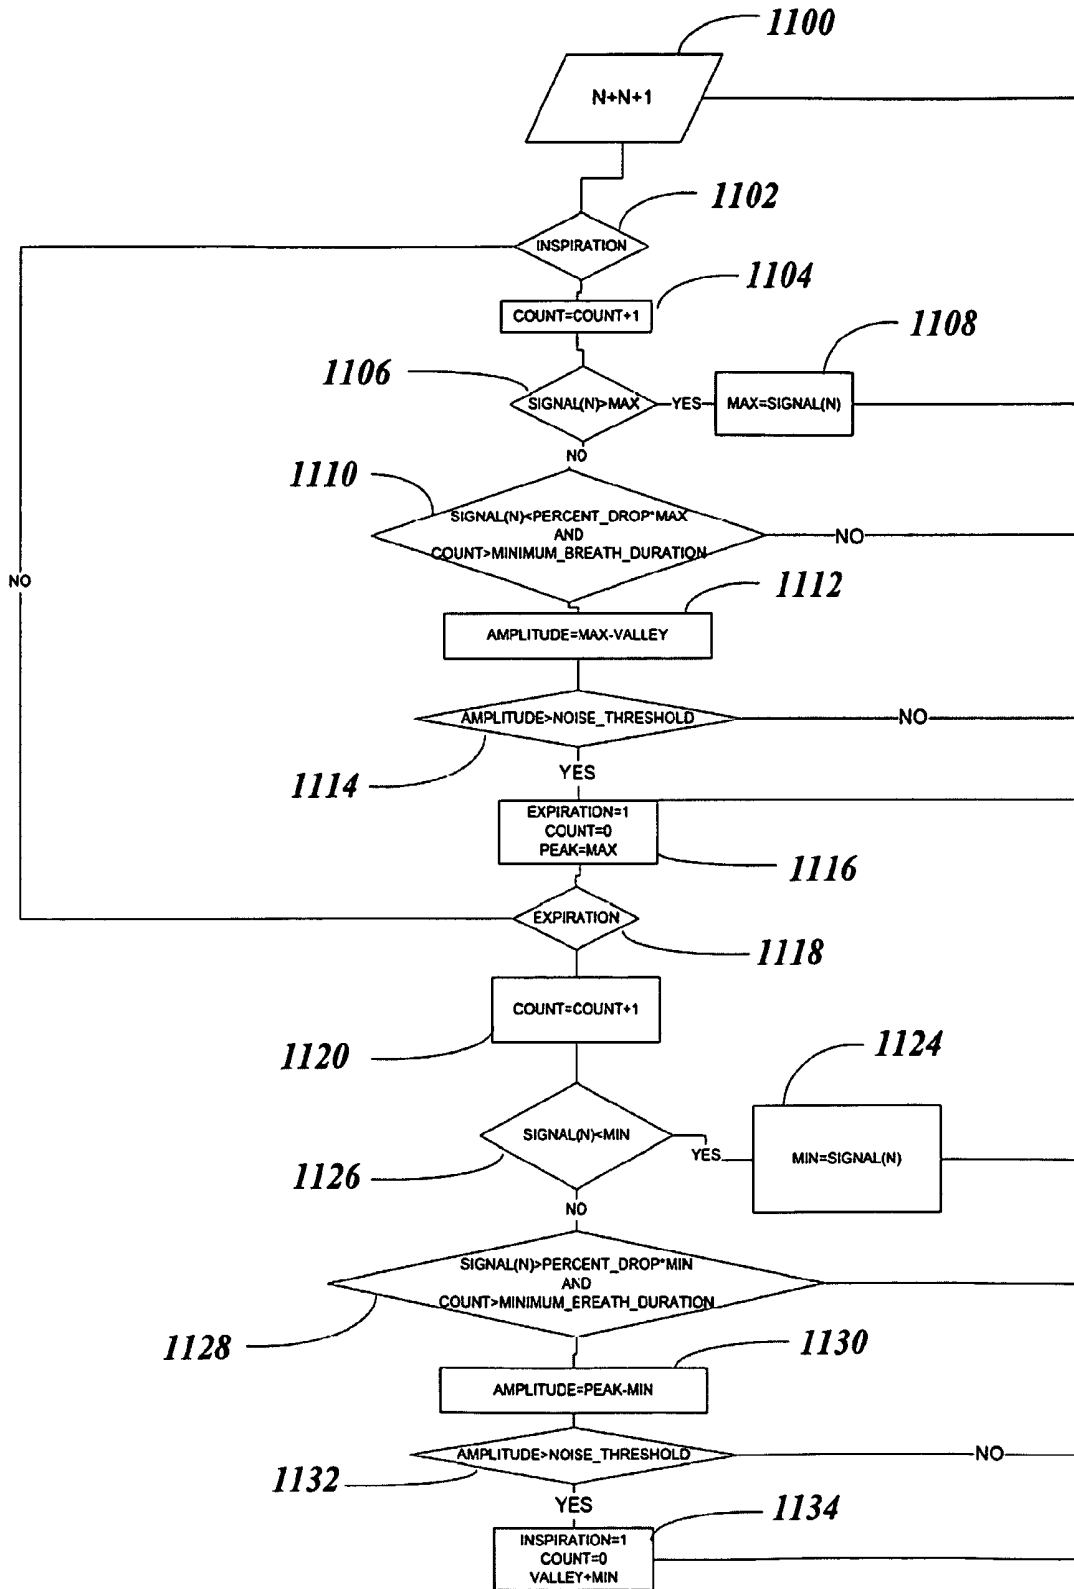 1100
N+N+1
1102
INSPIRATION
1104
COUNT=COUNT+1
1108
1106
SIGNAL(N)>MAX
YES
MAX=SIGNAL(N)
NO
1110
SIGNAL(N)<PERCENT_DROP*MAX
AND
COUNT>MINIMUM_BREATH_DURATION
NO
NO
1112
AMPLITUDE=MAX-VALLEY
AMPLITUDE>NOISE_THRESHOLD
NO
1114
YES
EXPIRATION=1
COUNT=0
PEAK=MAX
1116
EXPIRATION
1118
COUNT=COUNT+1
1120
1124
SIGNAL(N)<MIN
YES
MIN=SIGNAL(N)
1126
NO
SIGNAL(N)>PERCENT_DROP*MIN
AND
COUNT>MINIMUM_EREATH_DURATION
1128
1130
AMPLITUDE=PEAK-MIN
AMPLITUDE>NOISE_THRESHOLD
NO
1132
YES
1134
INSPIRATION=1
COUNT=0
VALLEY+MIN